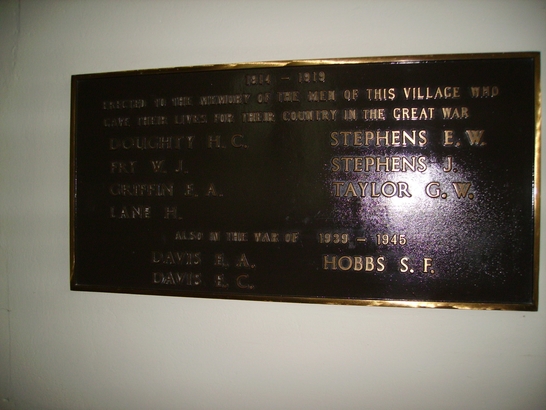 1914 – 1919
ERECTED TO THE MEMORY OF THE MEN OF THIS VILLAGE WHO
GAVE THEIR LIVES FOR THEIR COUNTRY IN THE GREAT WAR
DOUGHTY H. C. STEPHENS E. W.
FRY W. J. STEPHENS J.
GRIFFIN E. A. TAYLOR G. W.
LANE H.
ALSO IN THE WAR OF 1939 – 1945
DAVIS E. A. HOBBS S. F.
DAVIS E. C.